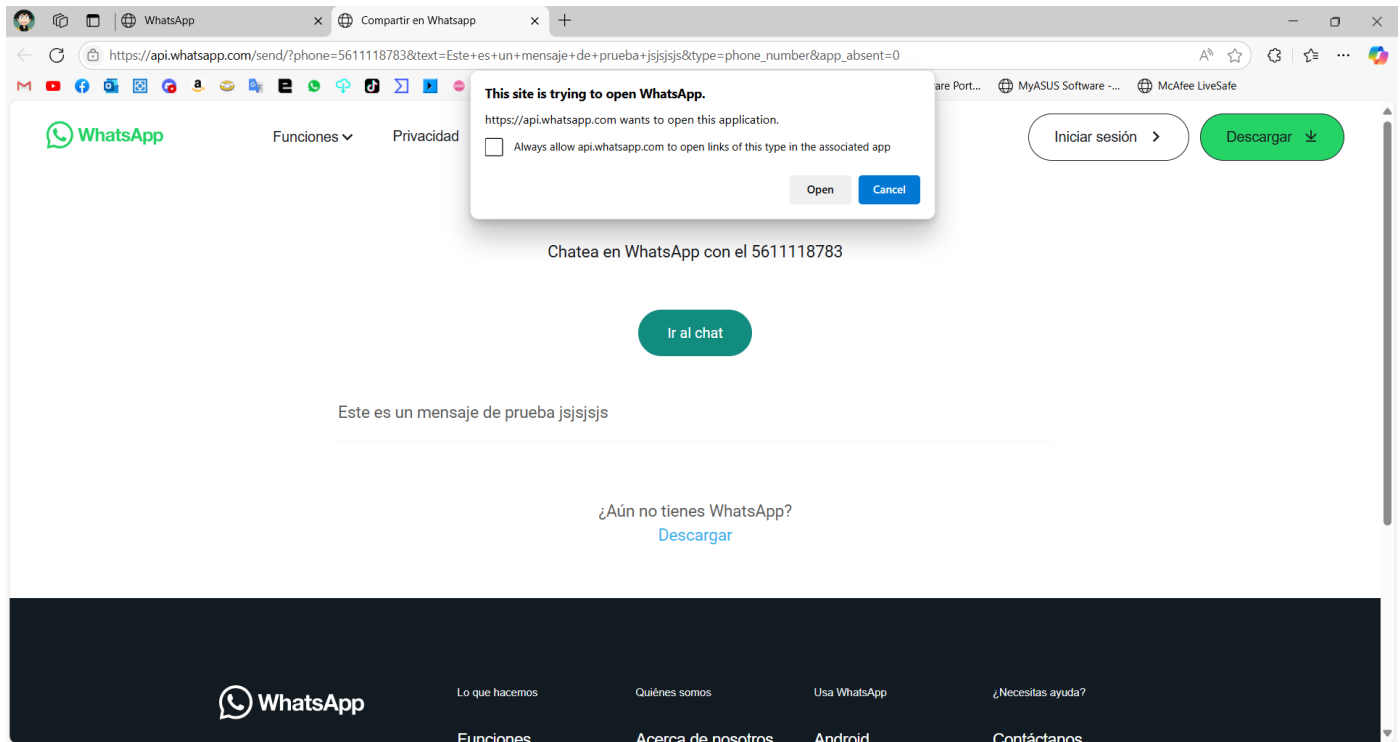 WhatsApp
Compartir en Whatsapp
https://api.whatsapp.com/send/?phone=5611118783&text=Este+es+un+mensaje+de+prueba+jsjsjsjs&type=phone_number&app_absent=0
are Port...
MyASUS Software -...
McAfee LiveSafe
This site is trying to open WhatsApp.
https://api.whatsapp.com wants to open this application.
Always allow api.whatsapp.com to open links of this type in the associated app
Open
Cancel
WhatsApp
Funciones
Privacidad
Iniciar sesión
Descargar
Chatea en WhatsApp con el 5611118783
Ir al chat
Este es un mensaje de prueba jsjsjsjs
¿Aún no tienes WhatsApp?
Descargar
WhatsApp
Lo que hacemos
Quiénes somos
Usa WhatsApp
¿Necesitas ayuda?
Funciones
Acerca de nosotros
Android
Contáctanos